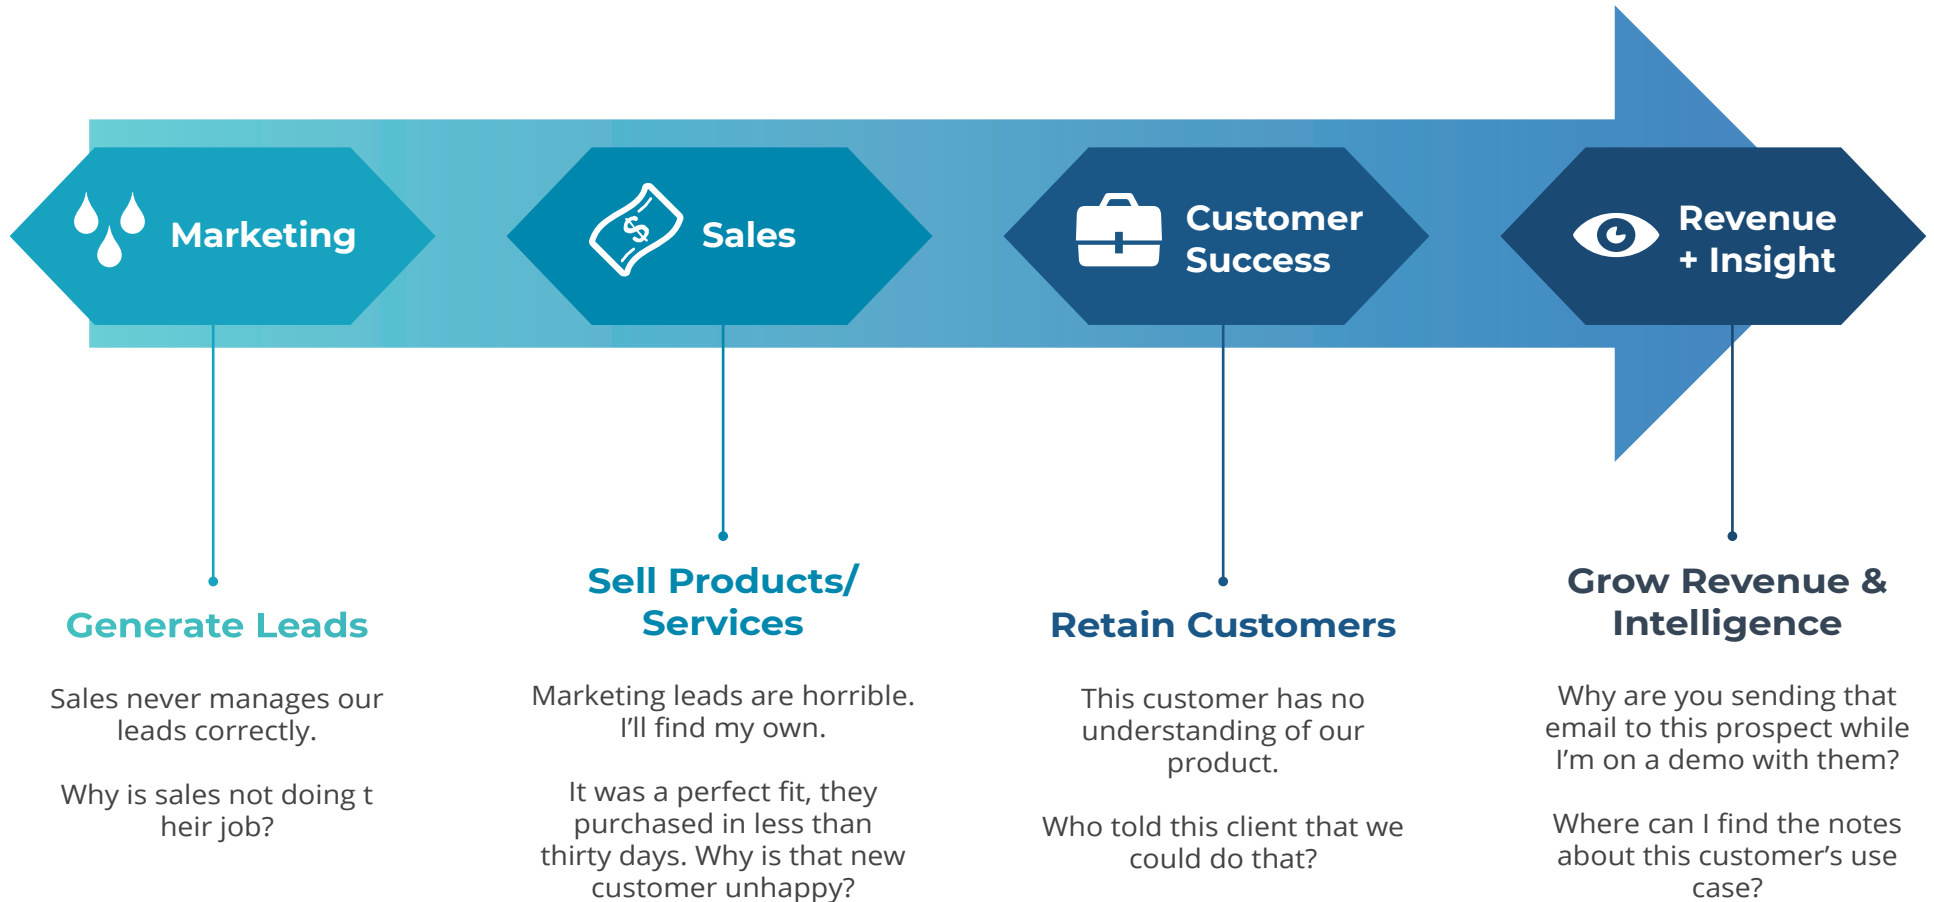 Marketing
Sales
Customer
Success
Revenue
+ Insight
Generate Leads
Sales never manages our
leads correctly.
Why is sales not doing t
heir job?
Sell Products/
Services
Marketing leads are horrible.
I’ll find my own.
It was a perfect fit, they
purchased in less than
thirty days. Why is that new
customer unhappy?
Retain Customers
This customer has no
understanding of our
product.
Who told this client that we
could do that?
Grow Revenue &
Intelligence
Why are you sending that
email to this prospect while
I’m on a demo with them?
Where can I find the notes
about this customer’s use
case?